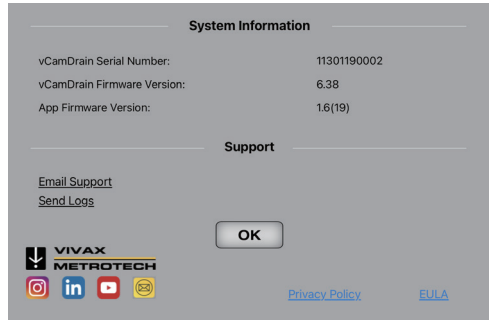 System Information
vCamDrain Serial Number: 11301190002
vCamDrain Firmware Version: 6.38
App Firmware Version: 1.6(19)
Support
Email Support
Send Logs
OK
VIVAX
METROTECH
in
Privacy Policy EULA